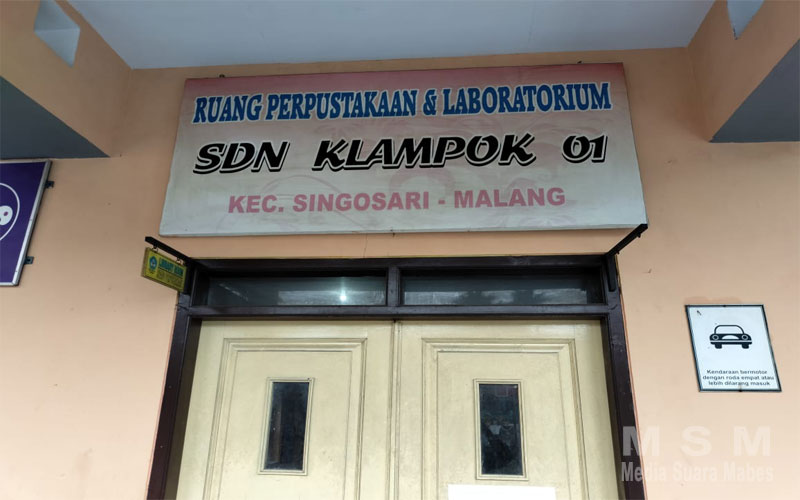 RUANG PERPUSTAKAAN & LABORATORIUM
SDN KLAMPOK 01
KEC. SINGOSARI - MALANG
Kendaraan bermotor
dengan roda empat atau
lebih dilarang masuk
M S M
Media Suara Mabes